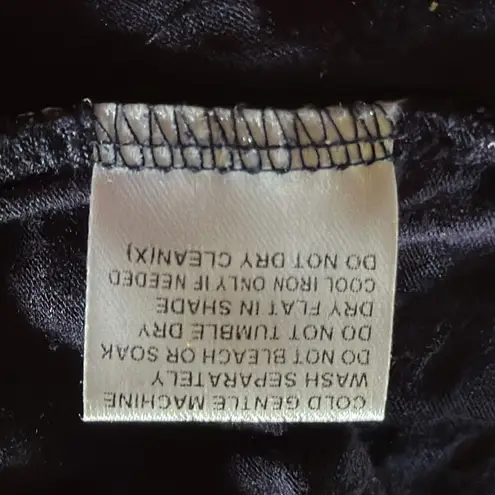 COLD GENTLE MACHINE
WASH SEPARATELY
DO NOT BLEACH OR SOAK
DO NOT TUMBLE DRY
DRY FLAT IN SHADE
COOL IRON ONLY IF NEEDED
DO NOT DRY CLEAN(X)